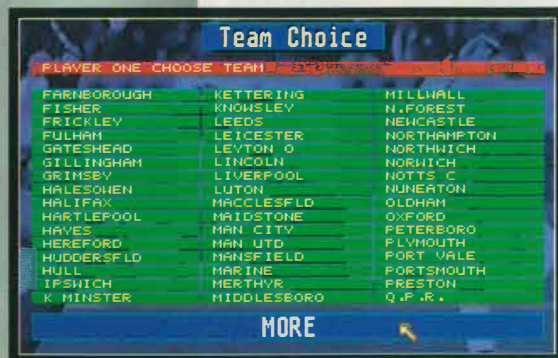 Team Choice
PLAYER ONE CHOOSE TEAM
FARNBOROUGH KETTERING MILLWALL
FISHER KNOWSLEY N.FOREST
FRICKLEY LEEDS NEWCASTLE
FULHAM LEICESTER NORTHAMPTON
GATESHEAD LEYTON O NORTHWICH
GILLINGHAM LINCOLN NORWICH
GRIMSBY LIVERPOOL NOTTS C
HALESOWEN LUTON NUNEATON
HALIFAX MACCLESFLD OLDHAM
HARTLEPOOL MAIDSTONE OXFORD
HAYES MAN CITY PETERBORO
HEREFORD MAN UTD PLYMOUTH
HUDDERSFLD MANSFIELD PORT VALE
HULL MARINE PORTSMOUTH
IPSWICH MERTHYR PRESTON
K MINSTER MIDDLESBORO Q.P.R.
MORE